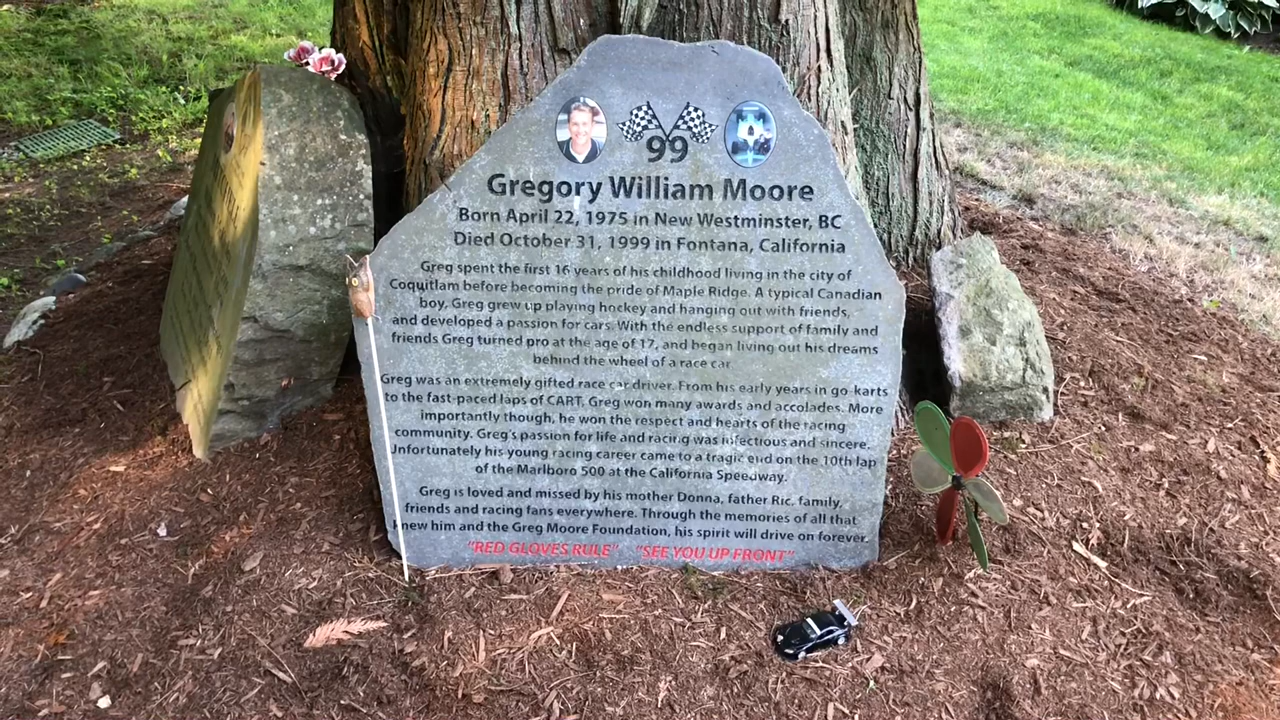 99
Gregory William Moore
Born April 22, 1975 in New Westminster, BC
Died October 31, 1999 in Fontana, California
Greg spent the first 16 years of his childhood living in the city of
Coquitlam before becoming the pride of Maple Ridge. A typical Canadian
boy, Greg grew up playing hockey and hanging out with friends,
and developed a passion for cars. With the endless support of family and
friends Greg turned pro at the age of 17, and began living out his dreams
behind the wheel of a race car
Greg was an extremely gifted race car driver. From his early years in go-karts
to the fast-paced laps of CART, Greg won many awards and accolades. More
importantly though, he won the respect and hearts of the racing
community. Greg's passion for life and racing was infectious and sincere.
Unfortunately his young racing career came to a tragic end on the 10th lap
of the Marlboro 500 at the California Speedway.
Greg is loved and missed by his mother Donna, father Ric, family,
friends and racing fans everywhere. Through the memories of all that
knew him and the Greg Moore Foundation, his spirit will drive on forever.
"RED GLOVES RULE" "SEE YOU UP FRONT"